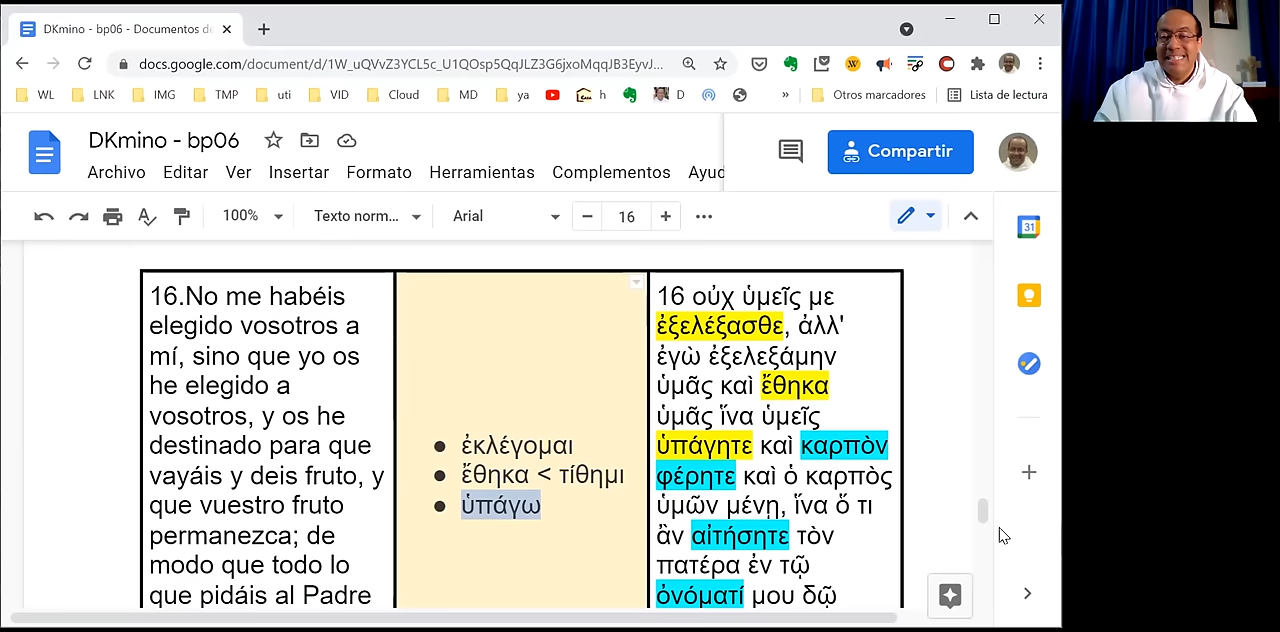 DKmino - bp06 - Documentos de
docs.google.com/document/d/1W_uQVvZ3YCL5c_U1QOp5QqJLZ3G6jxoMqqJB3EyvJ...
WL LNK IMG TMP uti VID Cloud MD ya h D » Otros marcadores Lista de lectura
DKmino - bp06
Archivo Editar Ver Insertar Formato Herramientas Complementos Ayud
Compartir
100% Texto norm... Arial 16
31
16.No me habéis
elegido vosotros a
mí, sino que yo os
he elegido a
vosotros, y os he
destinado para que
vayáis y deis fruto, y
que vuestro fruto
permanezca; de
modo que todo lo
que pidáis al Padre
● ἐκλέγομαι
● ἔθηκα < τίθημι
● ὑπάγω
16 οὐχ ὑμεῖς με
ἐξελέξασθε, ἀλλ'
ἐγὼ ἐξελεξάμην
ὑμᾶς καὶ ἔθηκα
ὑμᾶς ἵνα ὑμεῖς
ὑπάγητε καὶ καρπὸν
φέρητε καὶ ὁ καρπὸς
ὑμῶν μένῃ, ἵνα ὅ τι
ἂν αἰτήσητε τὸν
πατέρα ἐν τῷ
ὀνόματί μου δῷ